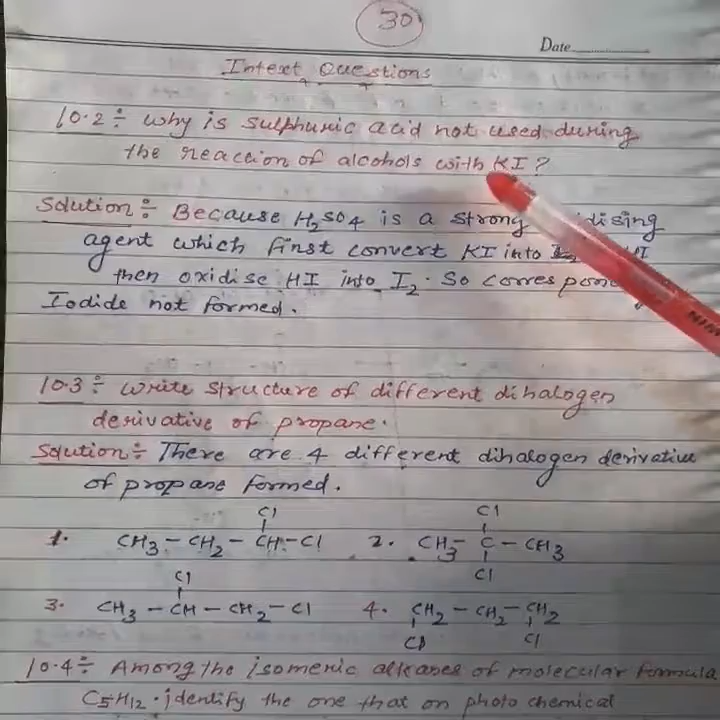 30
Date
Intext Questions
10.2÷ why is sulphuric acid not used during
the reaction of alcohols with KI?
Solution÷ Because H2SO4 is a strong dising
agent which first convert KI into HI
then oxidise HI into I2. So correspon
Iodide not formed.
10.3÷ write structure of different dihalogen
derivative of propane.
Solution÷ There are 4 different dihalogen derivative
of propane formed.
Cl Cl
1. CH3-CH2-CH-Cl 2. CH3-C-CH3
Cl Cl
3. CH3-CH-CH2-Cl 4. CH2-CH2-CH2
Cl Cl
10.4÷ Among the isomeric alkanes of molecular formula
C5H12. identify the one that on photo chemical